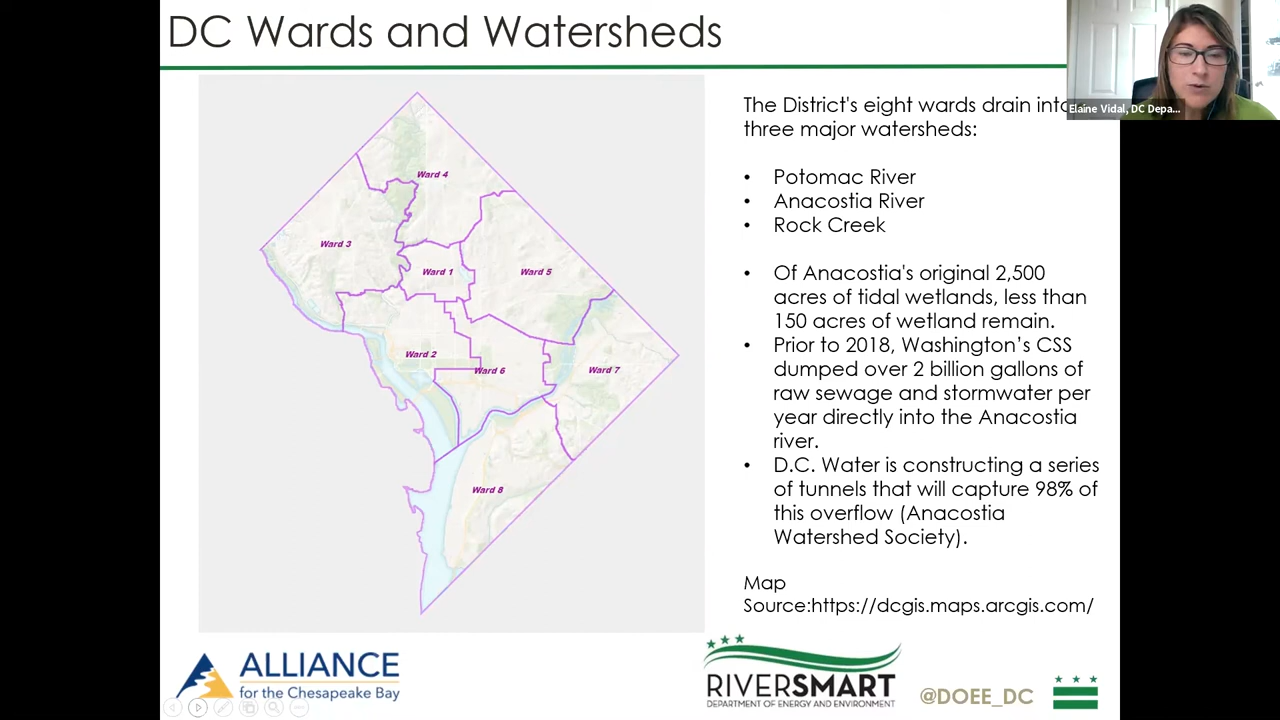 DC Wards and Watersheds
Elaine Vidal, DC Depa...
The District's eight wards drain into
three major watersheds:
• Potomac River
• Anacostia River
• Rock Creek
• Of Anacostia's original 2,500
acres of tidal wetlands, less than
150 acres of wetland remain.
• Prior to 2018, Washington’s CSS
dumped over 2 billion gallons of
raw sewage and stormwater per
year directly into the Anacostia
river.
• D.C. Water is constructing a series
of tunnels that will capture 98% of
this overflow (Anacostia
Watershed Society).
Map
Source:https://dcgis.maps.arcgis.com/
Ward 4
Ward 3
Ward 1
Ward 5
Ward 2
Ward 6
Ward 7
Ward 8
ALLIANCE
for the Chesapeake Bay
RIVERSMART
DEPARTMENT OF ENERGY AND ENVIRONMENT
@DOEE_DC